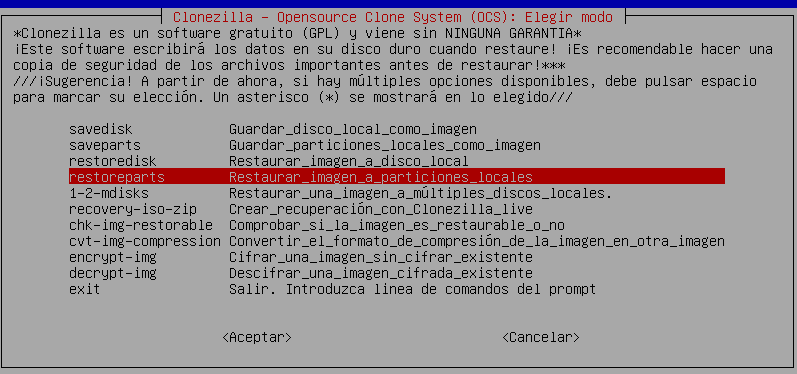 Clonezilla - Opensource Clone System (OCS): Elegir modo
*Clonezilla es un software gratuito (GPL) y viene sin NINGUNA GARANTIA*
¡Este software escribirá los datos en su disco duro cuando restaure! ¡Es recomendable hacer una
copia de seguridad de los archivos importantes antes de restaurar!***
///¡Sugerencia! A partir de ahora, si hay múltiples opciones disponibles, debe pulsar espacio
para marcar su elección. Un asterisco (*) se mostrará en lo elegido///
savedisk Guardar_disco_local_como_imagen
saveparts Guardar_particiones_locales_como_imagen
restoredisk Restaurar_imagen_a_disco_local
restoreparts Restaurar_imagen_a_particiones_locales
1-2-mdisks Restaurar_una_imagen_a_múltiples_discos_locales.
recovery-iso-zip Crear_recuperación_con_Clonezilla_live
chk-img-restorable Comprobar_si_la_imagen_es_restaurable_o_no
cvt-img-compression Convertir_el_formato_de_compresión_de_la_imagen_en_otra_imagen
encrypt-img Cifrar_una_imagen_sin_cifrar_existente
decrypt-img Descifrar_una_imagen_cifrada_existente
exit Salir. Introduzca linea de comandos del prompt
<Aceptar> <Cancelar>